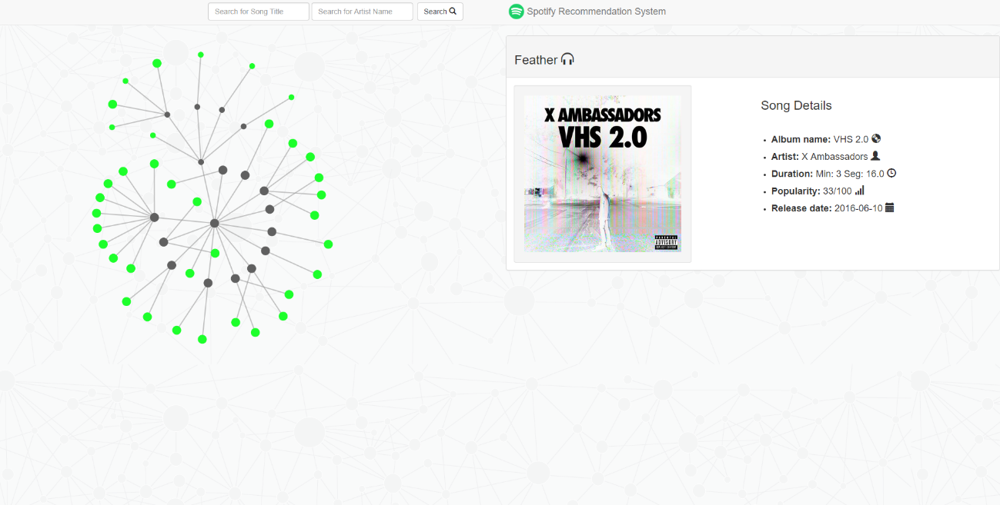 Search for Song Title
Search for Artist Name
Search
Spotify Recommendation System
Feather
X AMBASSADORS
VHS 2.0
PARENTAL
ADVISORY
EXPLICIT CONTENT
Song Details
Album name: VHS 2.0
Artist: X Ambassadors
Duration: Min: 3 Seg: 16.0
Popularity: 33/100
Release date: 2016-06-10